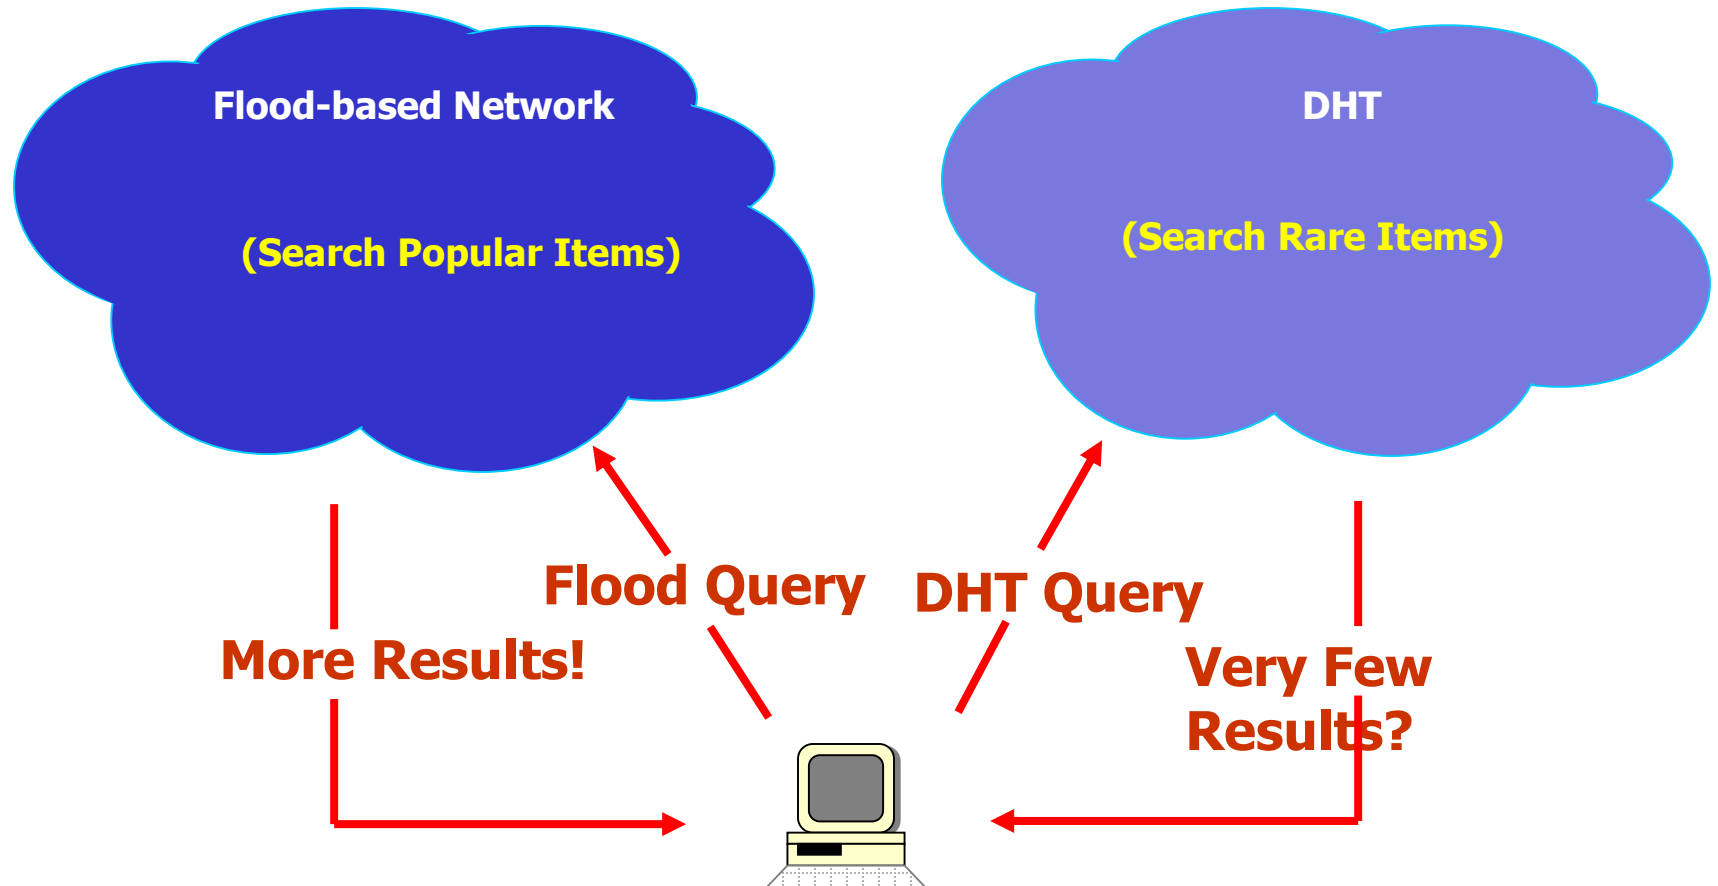 Flood-based Network
(Search Popular Items)
DHT
(Search Rare Items)
Flood Query
DHT Query
More Results!
Very Few
Results?